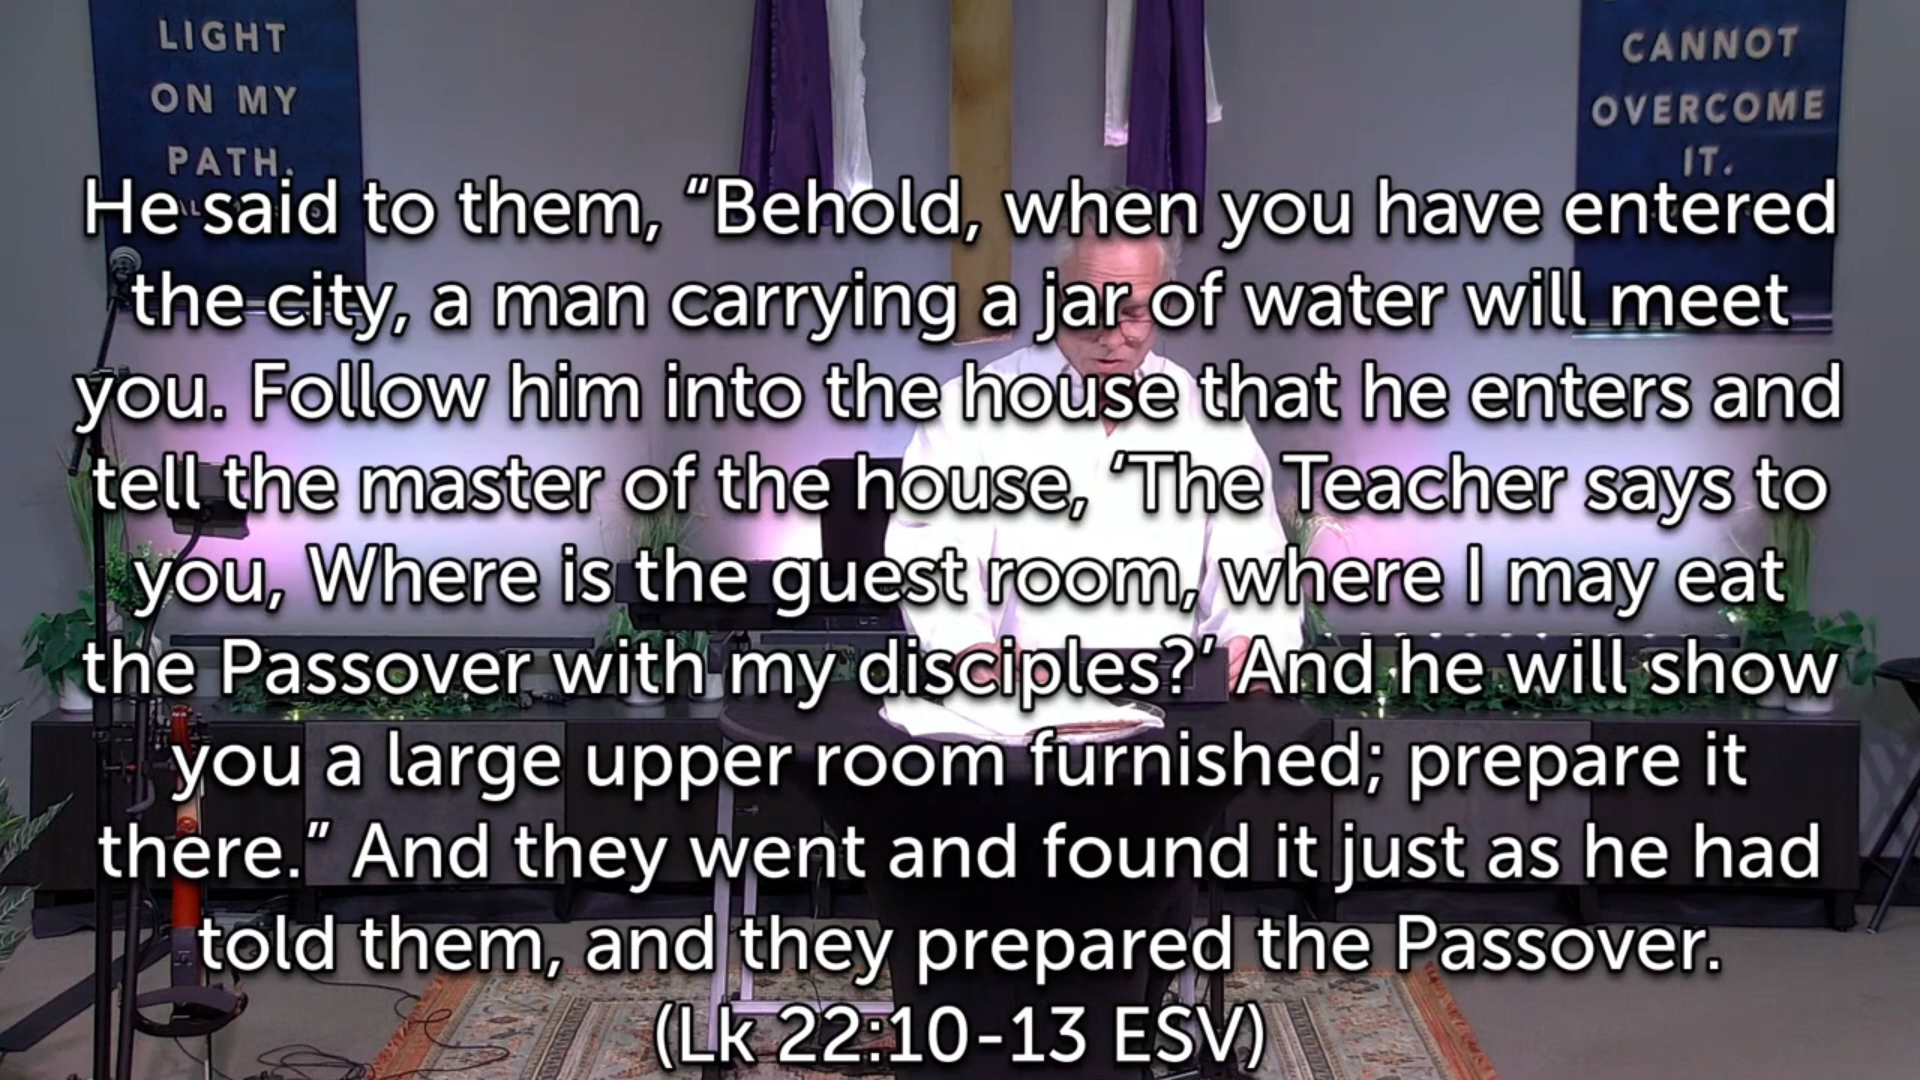 LIGHT
ON MY
PATH.
CANNOT
OVERCOME
IT.
He said to them, “Behold, when you have entered
the city, a man carrying a jar of water will meet
you. Follow him into the house that he enters and
tell the master of the house, ‘The Teacher says to
you, Where is the guest room, where I may eat
the Passover with my disciples?’ And he will show
you a large upper room furnished; prepare it
there.” And they went and found it just as he had
told them, and they prepared the Passover.
(Lk 22:10-13 ESV)